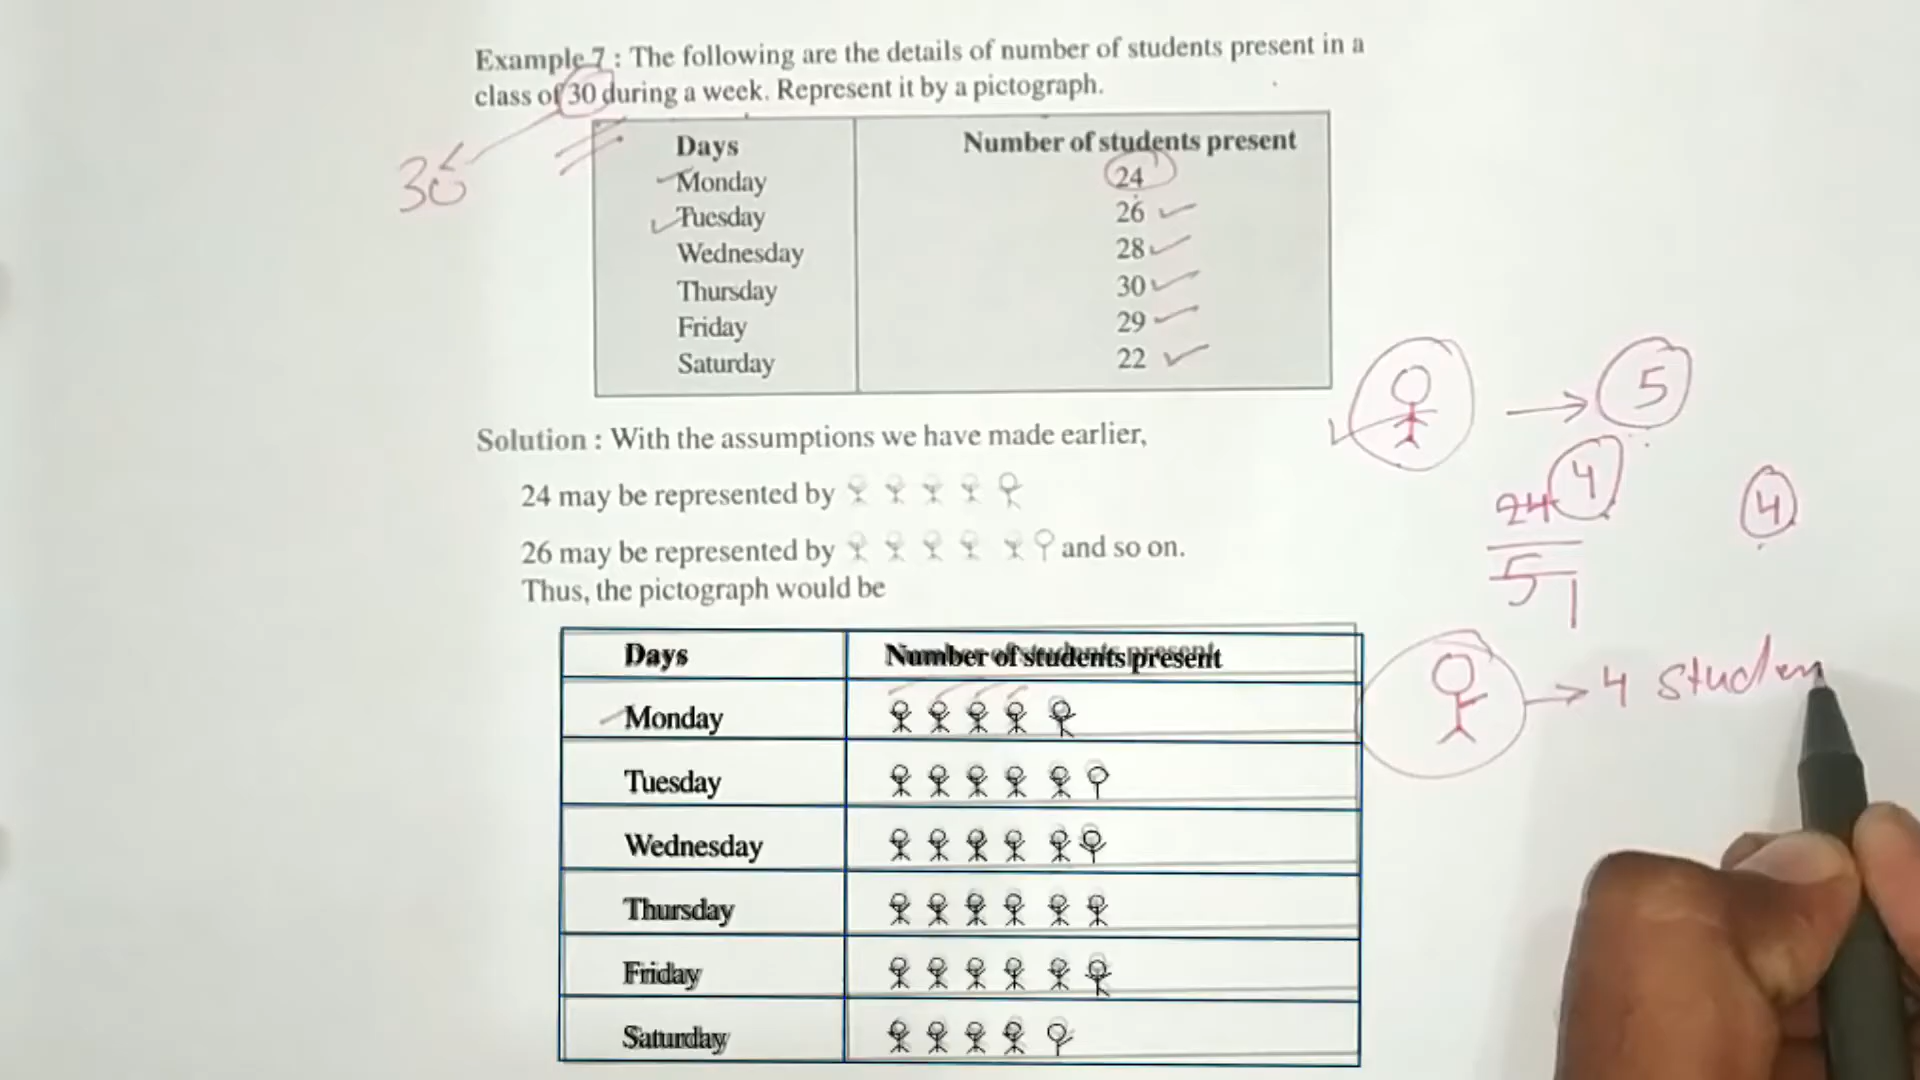 Example 7 : The following are the details of number of students present in a
class of 30 during a week. Represent it by a pictograph.
30
Days Number of students present
Monday 24
Tuesday 26
Wednesday 28
Thursday 30
Friday 29
Saturday 22
5
Solution : With the assumptions we have made earlier,
4
24 may be represented by
24
4
26 may be represented by and so on.
5
Thus, the pictograph would be
Days Number of students present
4 studen
Monday
Tuesday
Wednesday
Thursday
Friday
Saturday